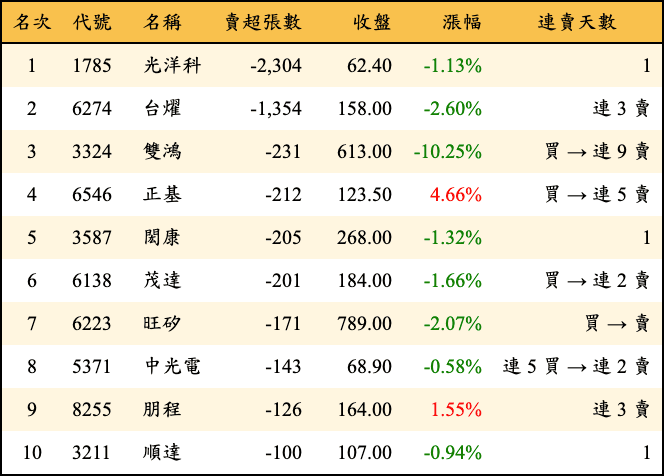 名次 代號 名稱 賣超張數 收盤 漲幅 連賣天數
1 1785 光洋科 -2,304 62.40 -1.13% 1
2 6274 台燿 -1,354 158.00 -2.60% 連 3 賣
3 3324 雙鴻 -231 613.00 -10.25% 買 → 連 9 賣
4 6546 正基 -212 123.50 4.66% 買 → 連 5 賣
5 3587 閎康 -205 268.00 -1.32% 1
6 6138 茂達 -201 184.00 -1.66% 買 → 連 2 賣
7 6223 旺矽 -171 789.00 -2.07% 買 → 賣
8 5371 中光電 -143 68.90 -0.58% 連 5 買 → 連 2 賣
9 8255 朋程 -126 164.00 1.55% 連 3 賣
10 3211 順達 -100 107.00 -0.94% 1